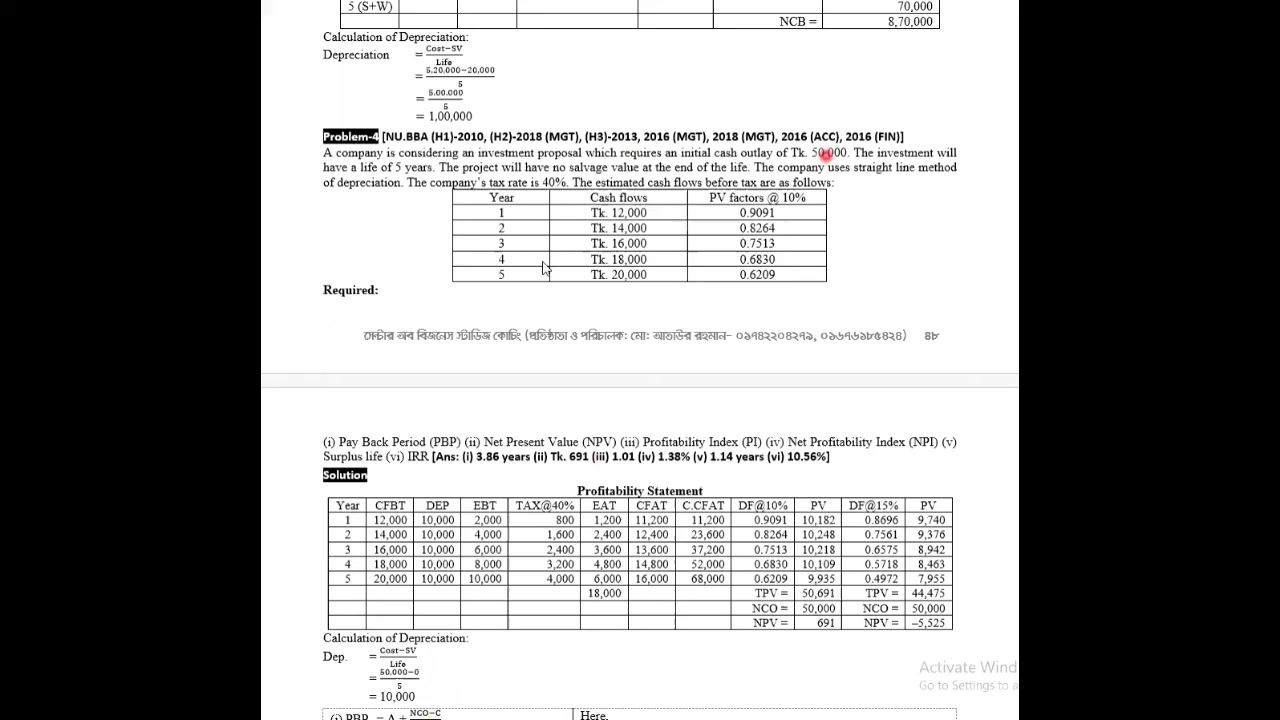 5 (S+W) 70,000
NCB = 8,70,000
Calculation of Depreciation:
Depreciation = Cost−SV / Life
= 5,20,000−20,000 / 5
= 5,00,000 / 5
= 1,00,000
Problem-4 [NU.BBA (H1)-2010, (H2)-2018 (MGT), (H3)-2013, 2016 (MGT), 2018 (MGT), 2016 (ACC), 2016 (FIN)]
A company is considering an investment proposal which requires an initial cash outlay of Tk. 50,000. The investment will
have a life of 5 years. The project will have no salvage value at the end of the life. The company uses straight line method
of depreciation. The company's tax rate is 40%. The estimated cash flows before tax are as follows:
Year Cash flows PV factors @ 10%
1 Tk. 12,000 0.9091
2 Tk. 14,000 0.8264
3 Tk. 16,000 0.7513
4 Tk. 18,000 0.6830
5 Tk. 20,000 0.6209
Required:
সেন্টার অব বিজনেস স্টাডিজ কোচিং (প্রতিষ্ঠাতা ও পরিচালক: মো: আতাউর রহমান- ০১৭৪২২০৪২৭৯, ০১৬৭৬১৮৫৪২৪) ৪৮
(i) Pay Back Period (PBP) (ii) Net Present Value (NPV) (iii) Profitability Index (PI) (iv) Net Profitability Index (NPI) (v)
Surplus life (vi) IRR [Ans: (i) 3.86 years (ii) Tk. 691 (iii) 1.01 (iv) 1.38% (v) 1.14 years (vi) 10.56%]
Solution
Profitability Statement
Year CFBT DEP EBT TAX@40% EAT CFAT C.CFAT DF@10% PV DF@15% PV
1 12,000 10,000 2,000 800 1,200 11,200 11,200 0.9091 10,182 0.8696 9,740
2 14,000 10,000 4,000 1,600 2,400 12,400 23,600 0.8264 10,248 0.7561 9,376
3 16,000 10,000 6,000 2,400 3,600 13,600 37,200 0.7513 10,218 0.6575 8,942
4 18,000 10,000 8,000 3,200 4,800 14,800 52,000 0.6830 10,109 0.5718 8,463
5 20,000 10,000 10,000 4,000 6,000 16,000 68,000 0.6209 9,935 0.4972 7,955
18,000 TPV = 50,691 TPV = 44,475
NCO = 50,000 NCO = 50,000
NPV = 691 NPV = −5,525
Calculation of Depreciation:
Dep. = Cost−SV / Life
= 50,000−0 / 5
= 10,000
(i) PBP = A + NCO−C Here,
Activate Wind
Go to Settings to a